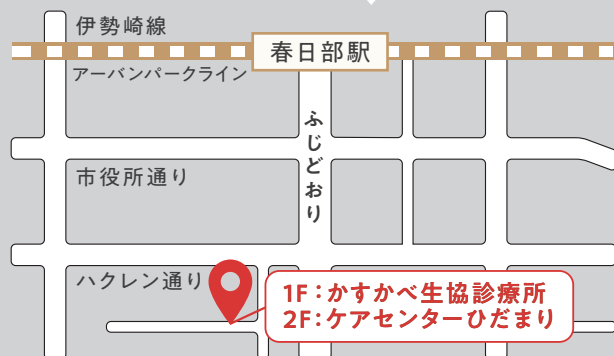 伊勢崎線
春日部駅
アーバンパークライン
ふじどおり
市役所通り
ハクレン通り
1F：かすかべ生協診療所
2F：ケアセンターひだまり